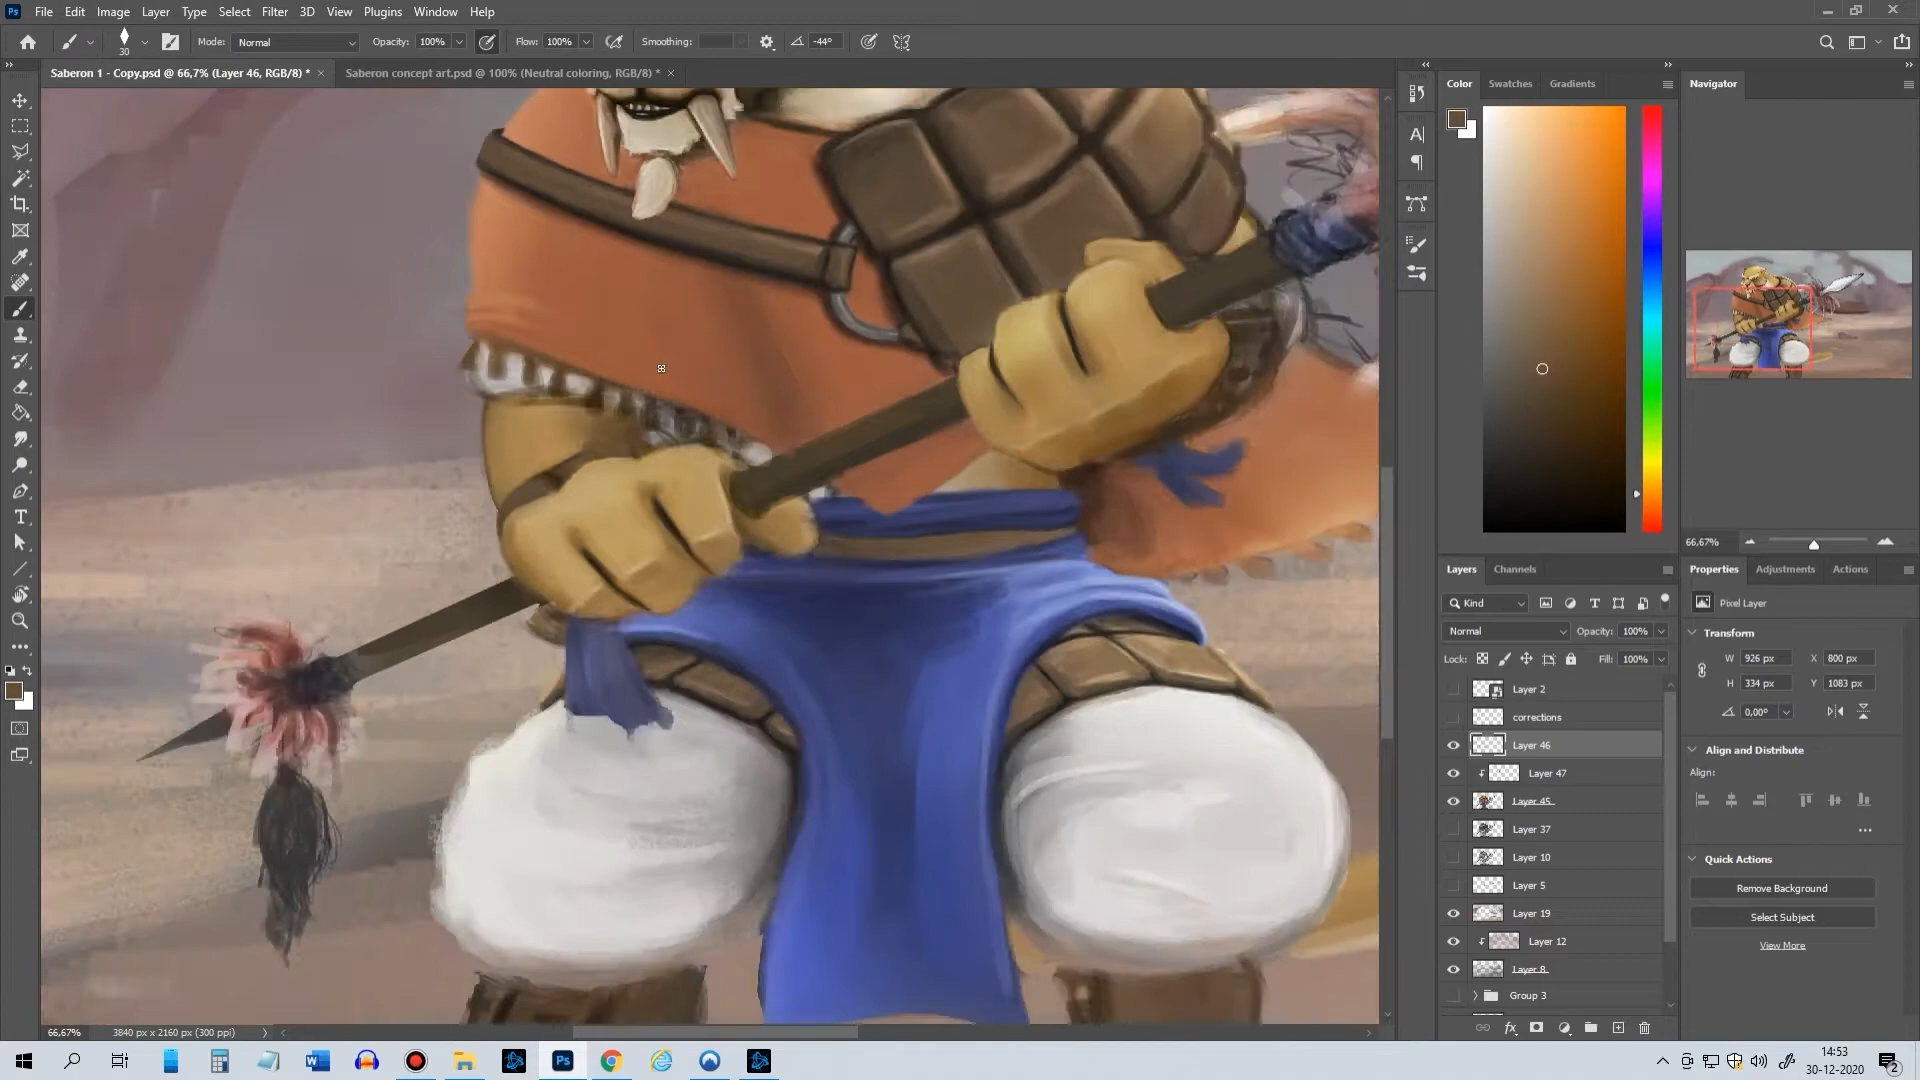 Ps File Edit Image Layer Type Select Filter 3D View Plugins Window Help
30 Mode: Normal Opacity: 100% Flow: 100% Smoothing: -44°
Saberon 1 - Copy.psd @ 66,7% (Layer 46, RGB/8) * × Saberon concept art.psd @ 100% (Neutral coloring, RGB/8) * ×
Color Swatches Gradients
Navigator
66,67%
Layers Channels
Kind
Normal Opacity: 100%
Lock: Fill: 100%
Layer 2
corrections
Layer 46
Layer 47
Layer 45
Layer 37
Layer 10
Layer 5
Layer 19
Layer 12
Layer 8
Group 3
fx
Properties Adjustments Actions
Pixel Layer
Transform
W 926 px X 800 px
H 334 px Y 1083 px
0,00°
Align and Distribute
Align:
Quick Actions
Remove Background
Select Subject
View More
66,67% 3840 px x 2160 px (300 ppi)
14:53
30-12-2020
2